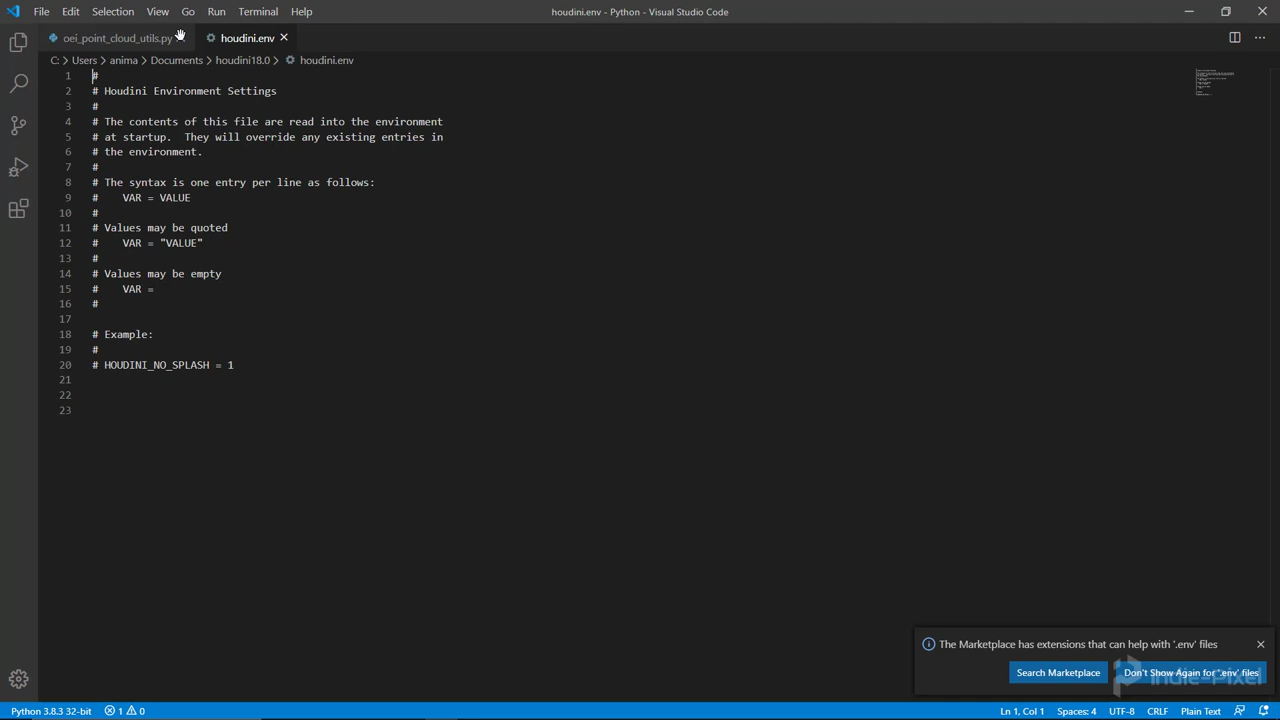 File Edit Selection View Go Run Terminal Help
houdini.env - Python - Visual Studio Code
oei_point_cloud_utils.py
houdini.env
C: > Users > anima > Documents > houdini18.0 > houdini.env
1 #
2 # Houdini Environment Settings
3 #
4 # The contents of this file are read into the environment
5 # at startup.  They will override any existing entries in
6 # the environment.
7 #
8 # The syntax is one entry per line as follows:
9 #    VAR = VALUE
10 #
11 # Values may be quoted
12 #    VAR = "VALUE"
13 #
14 # Values may be empty
15 #    VAR =
16 #
17
18 # Example:
19 #
20 # HOUDINI_NO_SPLASH = 1
21
22
23
The Marketplace has extensions that can help with '.env' files
Search Marketplace
Don't Show Again for '.env' files
Indie-Pixel
Python 3.8.3 32-bit
1 0
Ln 1, Col 1
Spaces: 4
UTF-8
CRLF
Plain Text